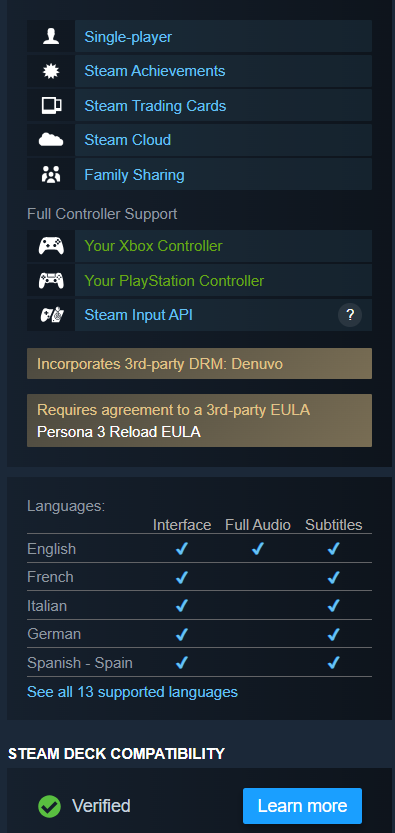 Single-player
Steam Achievements
Steam Trading Cards
Steam Cloud
Family Sharing
Full Controller Support
Your Xbox Controller
Your PlayStation Controller
Steam Input API ?
Incorporates 3rd-party DRM: Denuvo
Requires agreement to a 3rd-party EULA
Persona 3 Reload EULA
Languages:
Interface Full Audio Subtitles
English ✔ ✔ ✔
French ✔ ✔
Italian ✔ ✔
German ✔ ✔
Spanish - Spain ✔ ✔
See all 13 supported languages
STEAM DECK COMPATIBILITY
Verified Learn more